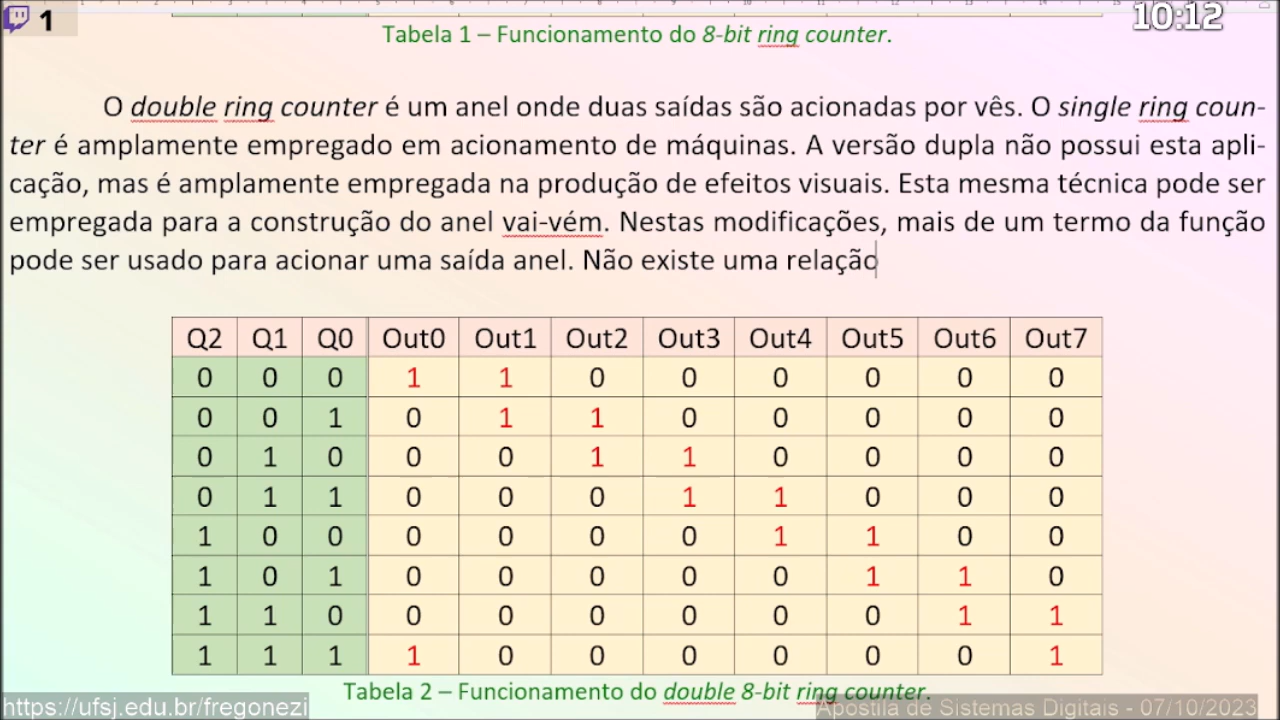 1
10:12
Tabela 1 – Funcionamento do 8-bit ring counter.
O double ring counter é um anel onde duas saídas são acionadas por vês. O single ring coun-
ter é amplamente empregado em acionamento de máquinas. A versão dupla não possui esta apli-
cação, mas é amplamente empregada na produção de efeitos visuais. Esta mesma técnica pode ser
empregada para a construção do anel vai-vém. Nestas modificações, mais de um termo da função
pode ser usado para acionar uma saída anel. Não existe uma relação
Q2 Q1 Q0 Out0 Out1 Out2 Out3 Out4 Out5 Out6 Out7
0 0 0 1 1 0 0 0 0 0 0
0 0 1 0 1 1 0 0 0 0 0
0 1 0 0 0 1 1 0 0 0 0
0 1 1 0 0 0 1 1 0 0 0
1 0 0 0 0 0 0 1 1 0 0
1 0 1 0 0 0 0 0 1 1 0
1 1 0 0 0 0 0 0 0 1 1
1 1 1 1 0 0 0 0 0 0 1
Tabela 2 – Funcionamento do double 8-bit ring counter.
https://ufsj.edu.br/fregonezi
Apostila de Sistemas Digitais - 07/10/2023